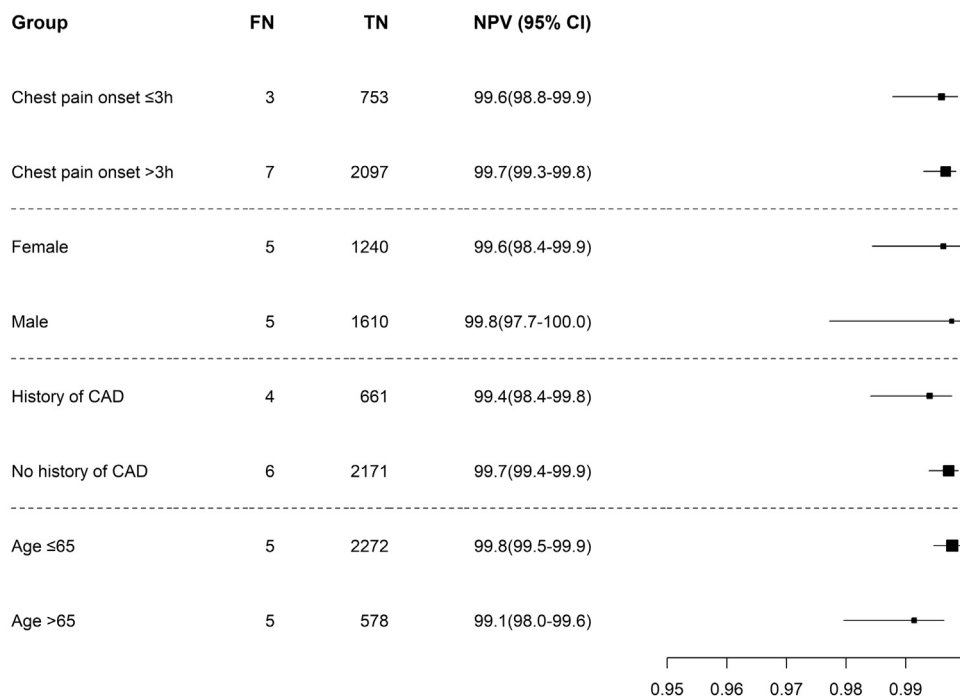 Group FN TN NPV (95% CI)
Chest pain onset ≤3h 3 753 99.6(98.8-99.9)
Chest pain onset >3h 7 2097 99.7(99.3-99.8)
Female 5 1240 99.6(98.4-99.9)
Male 5 1610 99.8(97.7-100.0)
History of CAD 4 661 99.4(98.4-99.8)
No history of CAD 6 2171 99.7(99.4-99.9)
Age ≤65 5 2272 99.8(99.5-99.9)
Age >65 5 578 99.1(98.0-99.6)
0.95 0.96 0.97 0.98 0.99